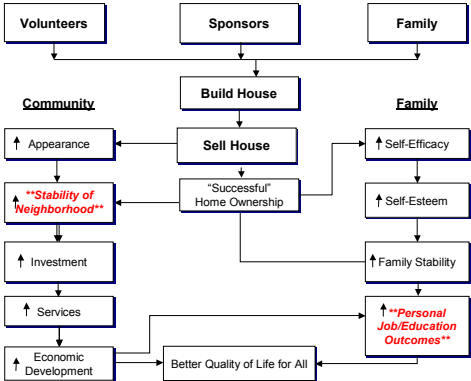 Volunteers
Sponsors
Family
Build House
Community
Family
Sell House
↑ Appearance
↑ Self-Efficacy
"Successful"
Home Ownership
↑ **Stability of
Neighborhood**
↑ Self-Esteem
↑ Investment
↑ Family Stability
↑ Services
↑ **Personal
Job/Education
Outcomes**
↑ Economic
Development
Better Quality of Life for All